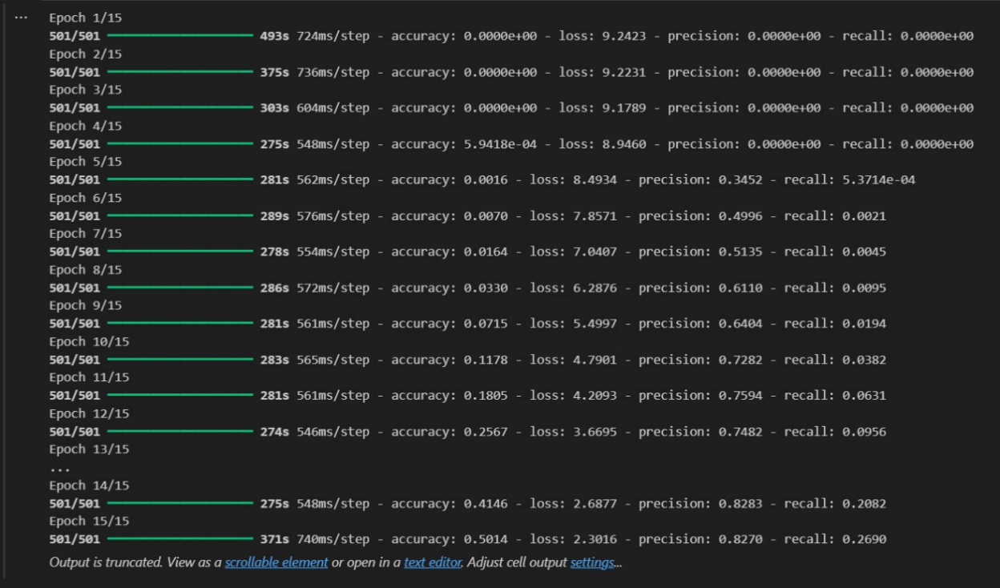 ...
Epoch 1/15
501/501 ━━━━━━━━━━━━━━━━━━━━ 493s 724ms/step - accuracy: 0.0000e+00 - loss: 9.2423 - precision: 0.0000e+00 - recall: 0.0000e+00
Epoch 2/15
501/501 ━━━━━━━━━━━━━━━━━━━━ 375s 736ms/step - accuracy: 0.0000e+00 - loss: 9.2231 - precision: 0.0000e+00 - recall: 0.0000e+00
Epoch 3/15
501/501 ━━━━━━━━━━━━━━━━━━━━ 303s 604ms/step - accuracy: 0.0000e+00 - loss: 9.1789 - precision: 0.0000e+00 - recall: 0.0000e+00
Epoch 4/15
501/501 ━━━━━━━━━━━━━━━━━━━━ 275s 548ms/step - accuracy: 5.9418e-04 - loss: 8.9460 - precision: 0.0000e+00 - recall: 0.0000e+00
Epoch 5/15
501/501 ━━━━━━━━━━━━━━━━━━━━ 281s 562ms/step - accuracy: 0.0016 - loss: 8.4934 - precision: 0.3452 - recall: 5.3714e-04
Epoch 6/15
501/501 ━━━━━━━━━━━━━━━━━━━━ 289s 576ms/step - accuracy: 0.0070 - loss: 7.8571 - precision: 0.4996 - recall: 0.0021
Epoch 7/15
501/501 ━━━━━━━━━━━━━━━━━━━━ 278s 554ms/step - accuracy: 0.0164 - loss: 7.0407 - precision: 0.5135 - recall: 0.0045
Epoch 8/15
501/501 ━━━━━━━━━━━━━━━━━━━━ 286s 572ms/step - accuracy: 0.0330 - loss: 6.2876 - precision: 0.6110 - recall: 0.0095
Epoch 9/15
501/501 ━━━━━━━━━━━━━━━━━━━━ 281s 561ms/step - accuracy: 0.0715 - loss: 5.4997 - precision: 0.6404 - recall: 0.0194
Epoch 10/15
501/501 ━━━━━━━━━━━━━━━━━━━━ 283s 565ms/step - accuracy: 0.1178 - loss: 4.7901 - precision: 0.7282 - recall: 0.0382
Epoch 11/15
501/501 ━━━━━━━━━━━━━━━━━━━━ 281s 561ms/step - accuracy: 0.1805 - loss: 4.2093 - precision: 0.7594 - recall: 0.0631
Epoch 12/15
501/501 ━━━━━━━━━━━━━━━━━━━━ 274s 546ms/step - accuracy: 0.2567 - loss: 3.6695 - precision: 0.7482 - recall: 0.0956
Epoch 13/15
...
Epoch 14/15
501/501 ━━━━━━━━━━━━━━━━━━━━ 275s 548ms/step - accuracy: 0.4146 - loss: 2.6877 - precision: 0.8283 - recall: 0.2082
Epoch 15/15
501/501 ━━━━━━━━━━━━━━━━━━━━ 371s 740ms/step - accuracy: 0.5014 - loss: 2.3016 - precision: 0.8270 - recall: 0.2690
Output is truncated. View as a scrollable element or open in a text editor. Adjust cell output settings...